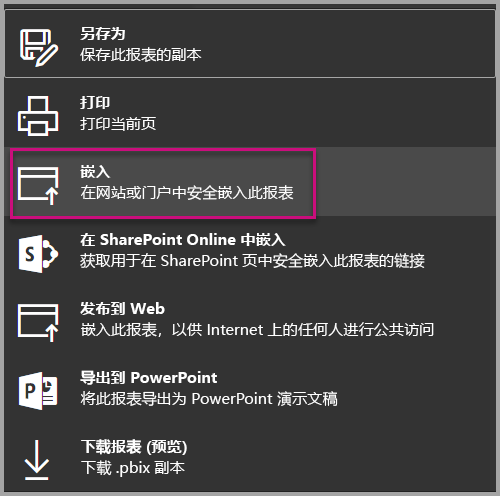 另存为
保存此报表的副本
打印
打印当前页
嵌入
在网站或门户中安全嵌入此报表
在 SharePoint Online 中嵌入
获取用于在 SharePoint 页中安全嵌入此报表的链接
发布到 Web
嵌入此报表，以供 Internet 上的任何人进行公共访问
导出到 PowerPoint
将此报表导出为 PowerPoint 演示文稿
下载报表 (预览)
下载 .pbix 副本